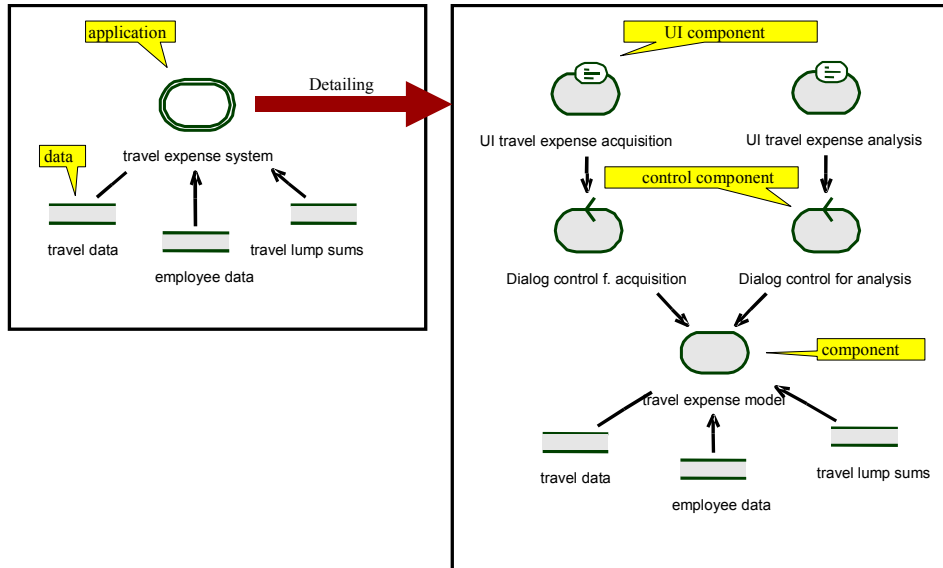 application
Detailing
travel expense system
data
travel data
travel lump sums
employee data
UI component
UI travel expense acquisition
UI travel expense analysis
control component
Dialog control f. acquisition
Dialog control for analysis
component
travel expense model
travel data
travel lump sums
employee data